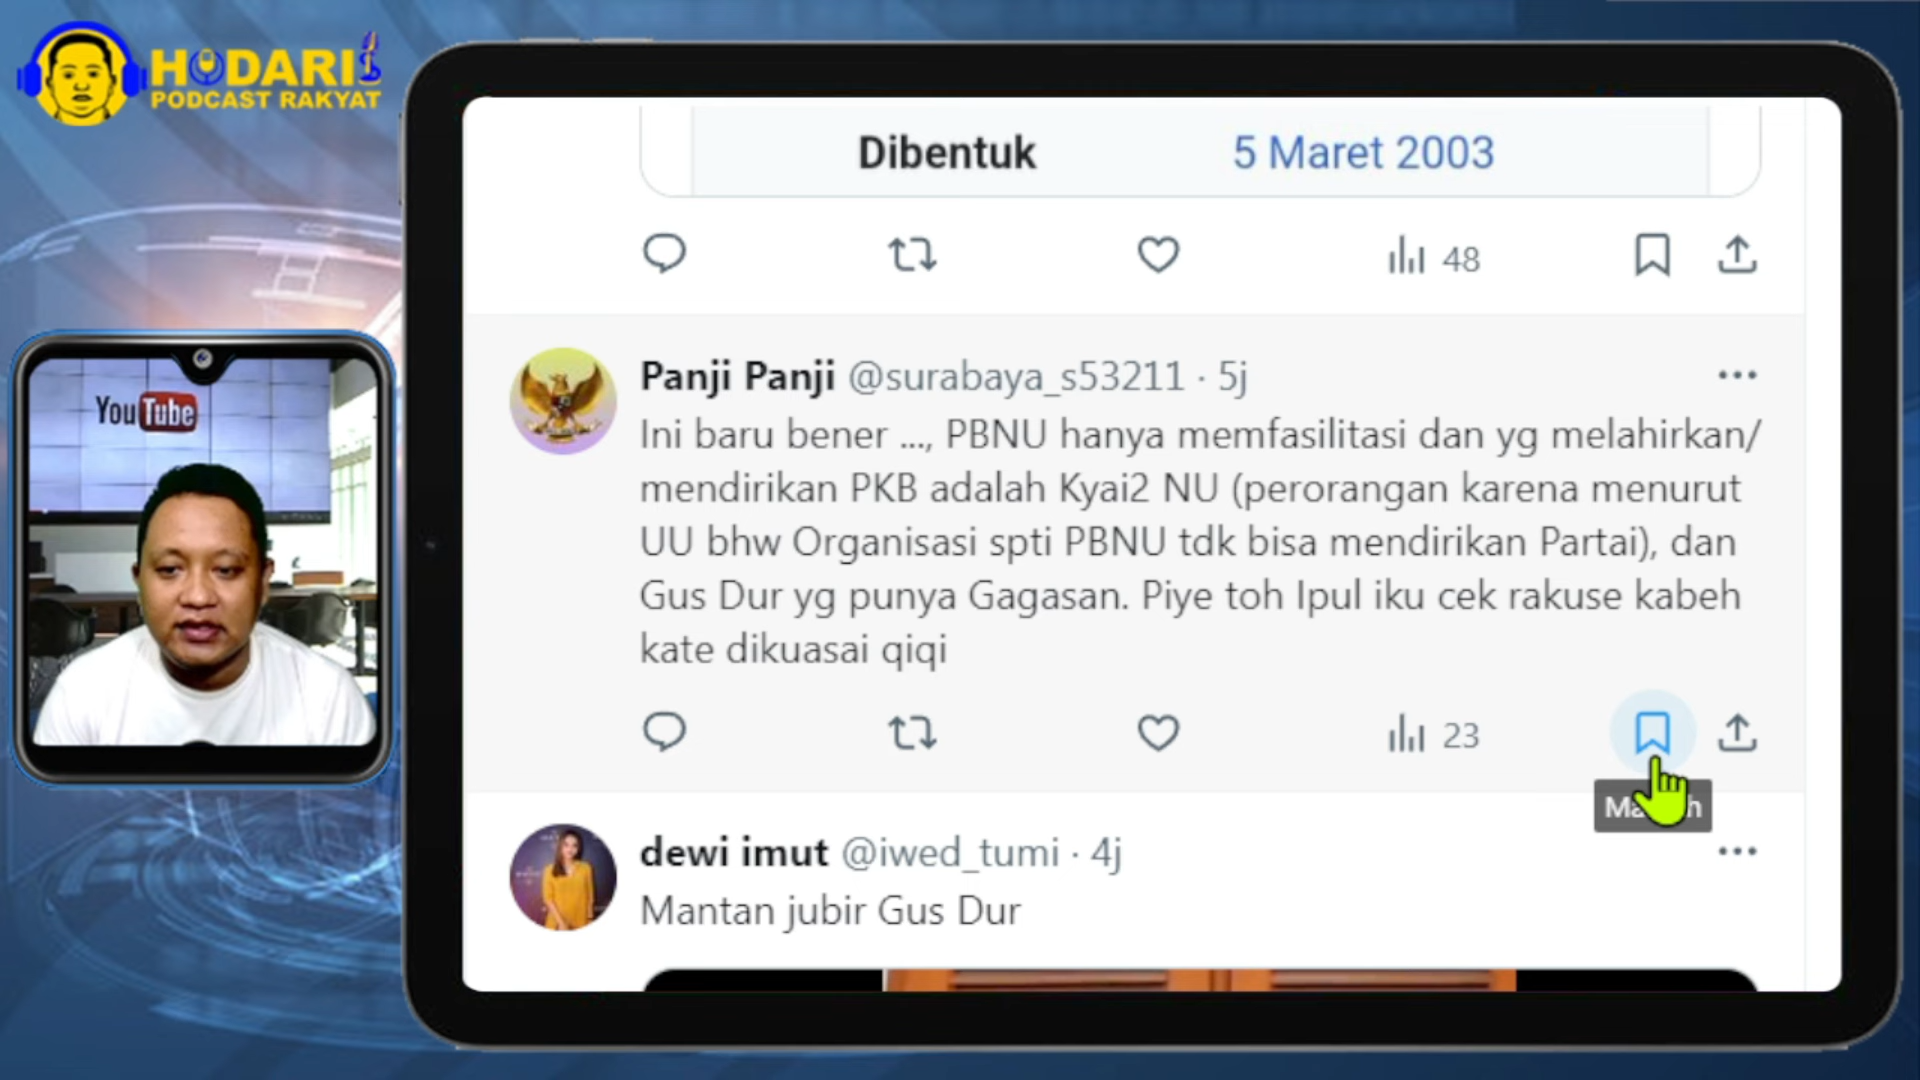 HODARI
PODCAST RAKYAT
YouTube
Dibentuk 5 Maret 2003
48
Panji Panji @surabaya_s53211 · 5j
Ini baru bener ..., PBNU hanya memfasilitasi dan yg melahirkan/
mendirikan PKB adalah Kyai2 NU (perorangan karena menurut
UU bhw Organisasi spti PBNU tdk bisa mendirikan Partai), dan
Gus Dur yg punya Gagasan. Piye toh Ipul iku cek rakuse kabeh
kate dikuasai qiqi
23
dewi imut @iwed_tumi · 4j
Mantan jubir Gus Dur